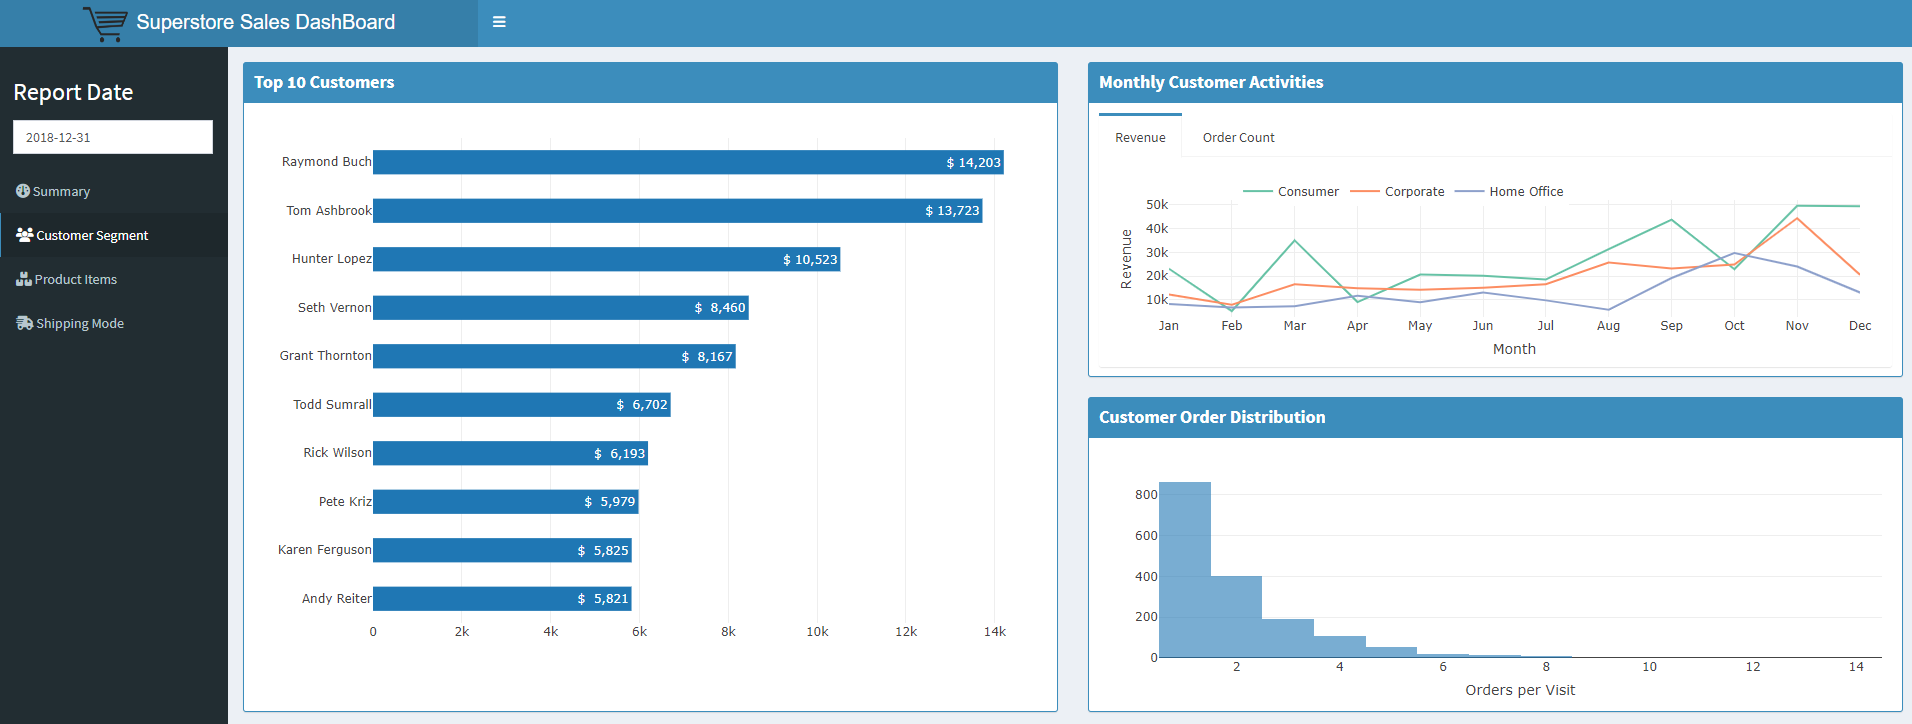 Superstore Sales DashBoard
Report Date
2018-12-31
Summary
Customer Segment
Product Items
Shipping Mode
Top 10 Customers
Raymond Buch $ 14,203
Tom Ashbrook $ 13,723
Hunter Lopez $ 10,523
Seth Vernon $ 8,460
Grant Thornton $ 8,167
Todd Sumrall $ 6,702
Rick Wilson $ 6,193
Pete Kriz $ 5,979
Karen Ferguson $ 5,825
Andy Reiter $ 5,821
0 2k 4k 6k 8k 10k 12k 14k
Monthly Customer Activities
Revenue Order Count
Consumer Corporate Home Office
50k
40k
30k
20k
10k
Revenue
Jan Feb Mar Apr May Jun Jul Aug Sep Oct Nov Dec
Month
Customer Order Distribution
800
600
400
200
0
2 4 6 8 10 12 14
Orders per Visit